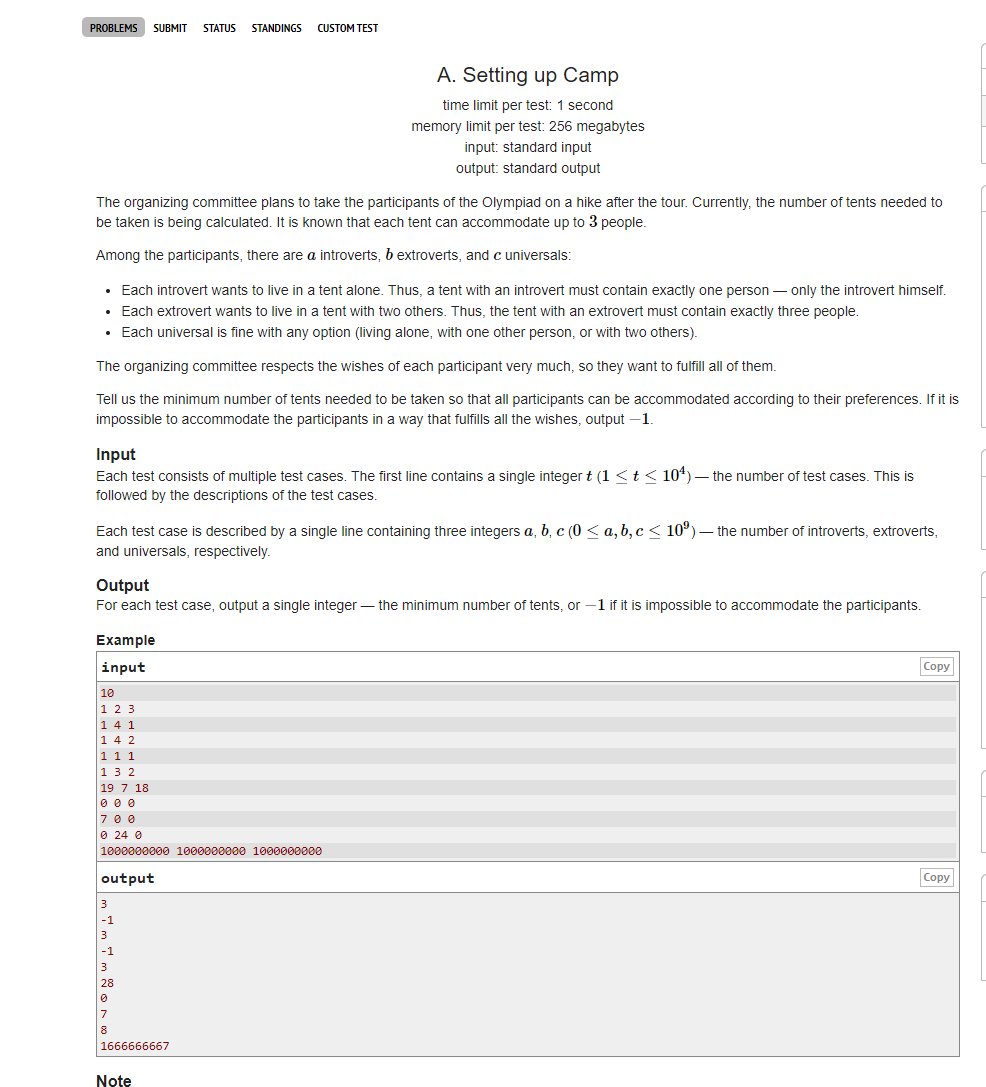 PROBLEMS SUBMIT STATUS STANDINGS CUSTOM TEST
A. Setting up Camp
time limit per test: 1 second
memory limit per test: 256 megabytes
input: standard input
output: standard output
The organizing committee plans to take the participants of the Olympiad on a hike after the tour. Currently, the number of tents needed to
be taken is being calculated. It is known that each tent can accommodate up to 3 people.
Among the participants, there are a introverts, b extroverts, and c universals:
• Each introvert wants to live in a tent alone. Thus, a tent with an introvert must contain exactly one person — only the introvert himself.
• Each extrovert wants to live in a tent with two others. Thus, the tent with an extrovert must contain exactly three people.
• Each universal is fine with any option (living alone, with one other person, or with two others).
The organizing committee respects the wishes of each participant very much, so they want to fulfill all of them.
Tell us the minimum number of tents needed to be taken so that all participants can be accommodated according to their preferences. If it is
impossible to accommodate the participants in a way that fulfills all the wishes, output −1.
Input
Each test consists of multiple test cases. The first line contains a single integer t (1 ≤ t ≤ 10⁴) — the number of test cases. This is
followed by the descriptions of the test cases.
Each test case is described by a single line containing three integers a, b, c (0 ≤ a, b, c ≤ 10⁹) — the number of introverts, extroverts,
and universals, respectively.
Output
For each test case, output a single integer — the minimum number of tents, or −1 if it is impossible to accommodate the participants.
Example
input Copy
10
1 2 3
1 4 1
1 4 2
1 1 1
1 3 2
19 7 18
0 0 0
7 0 0
0 24 0
1000000000 1000000000 1000000000
output Copy
3
-1
3
-1
3
28
0
7
8
1666666667
Note